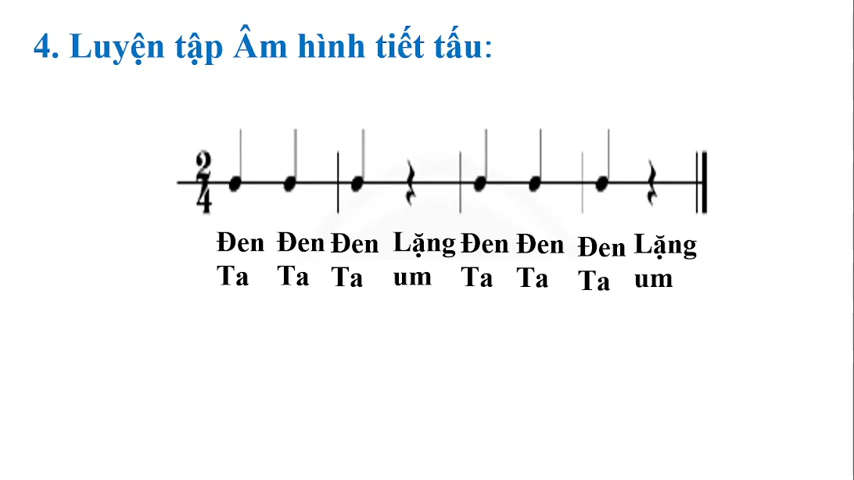 4. Luyện tập Âm hình tiết tấu:
2
4
Đen Đen Đen Lặng Đen Đen Đen Lặng
Ta Ta Ta um Ta Ta Ta um